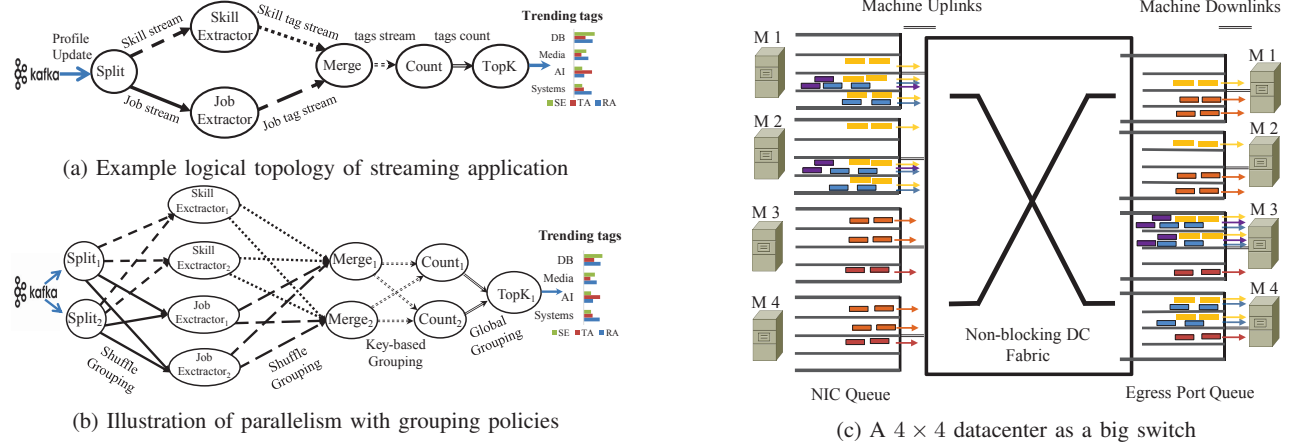 Profile
Update
kafka
Split
Skill stream
Job stream
Skill
Extractor
Job
Extractor
Skill tag stream
Job tag stream
Merge
tags stream
Count
tags count
TopK
Trending tags
DB
Media
AI
Systems
SE TA RA
(a) Example logical topology of streaming application
kafka
Split1
Split2
Shuffle
Grouping
Skill
Exctractor1
Skill
Exctractor2
Job
Exctractor1
Job
Exctractor2
Shuffle
Grouping
Merge1
Merge2
Key-based
Grouping
Count1
Count2
Global
Grouping
TopK1
Trending tags
DB
Media
AI
Systems
SE TA RA
(b) Illustration of parallelism with grouping policies
Machine Uplinks
Machine Downlinks
M 1
M 2
M 3
M 4
M 1
M 2
M 3
M 4
Non-blocking DC
Fabric
NIC Queue
Egress Port Queue
(c) A 4 × 4 datacenter as a big switch